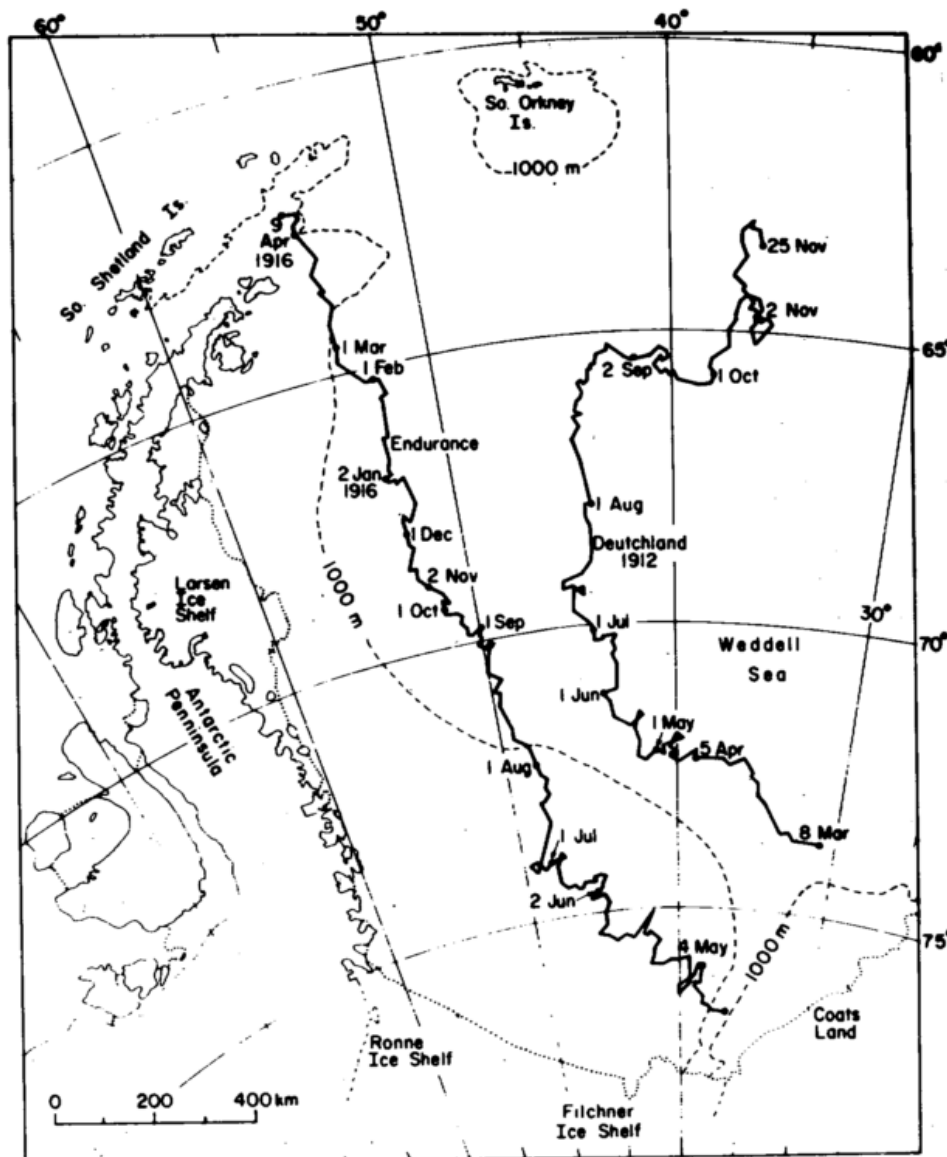 60°
50°
40°
60°
So. Orkney
Is.
1000 m
So. Shetland Is.
9
Apr
1916
25 Nov
2 Nov
1 Mar
1 Feb
65°
2 Sep
1 Oct
Endurance
2 Jan
1916
1 Aug
1 Dec
Deutchland
1912
1000 m
2 Nov
Larsen
Ice
Shelf
1 Oct
1 Sep
1 Jul
30°
70°
Weddell
Sea
Antarctic
Penninsula
1 Jun
1 May
5 Apr
1 Aug
8 Mar
1 Jul
2 Jun
75°
4 May
1000 m
Coats
Land
Ronne
Ice Shelf
0 200 400 km
Filchner
Ice Shelf